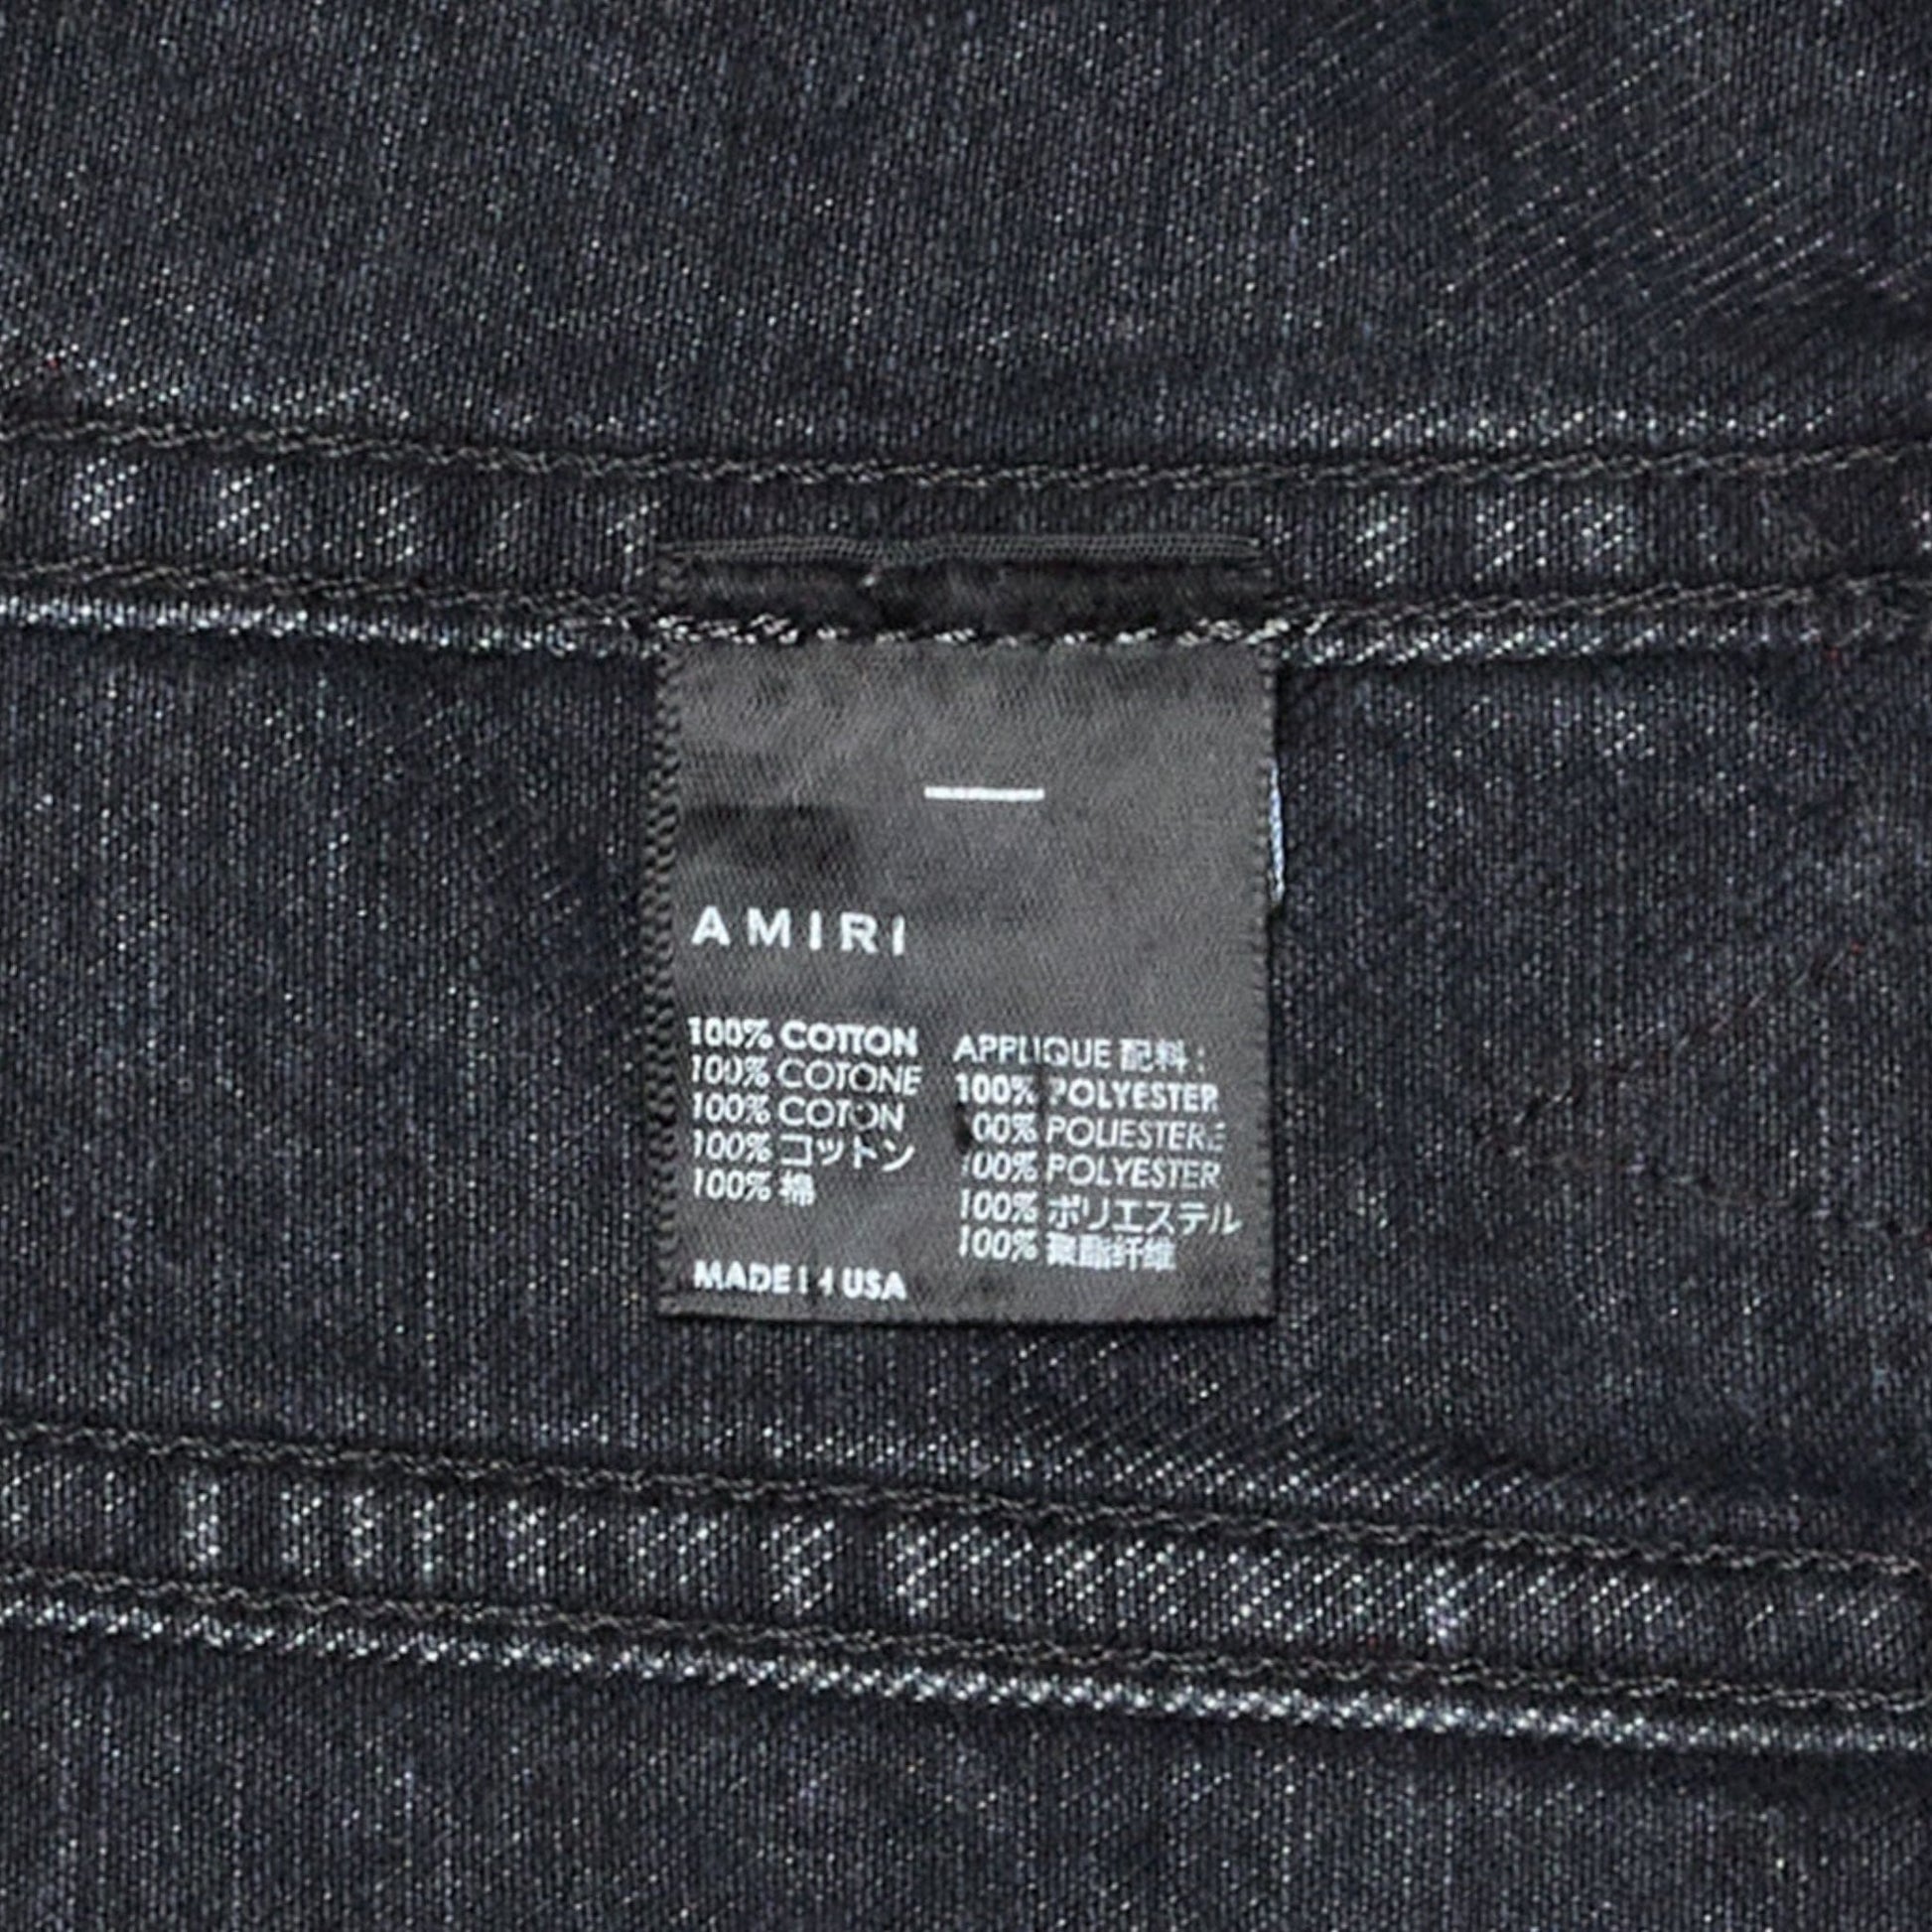 AMIRI
100% COTTON
100% COTONE
100% COTON
100% コットン
100% 棉
MADE IN USA
APPLIQUE 配料 :
100% POLYESTER
100% POLIESTERE
100% POLYESTER
100% ポリエステル
100% 聚酯纤维